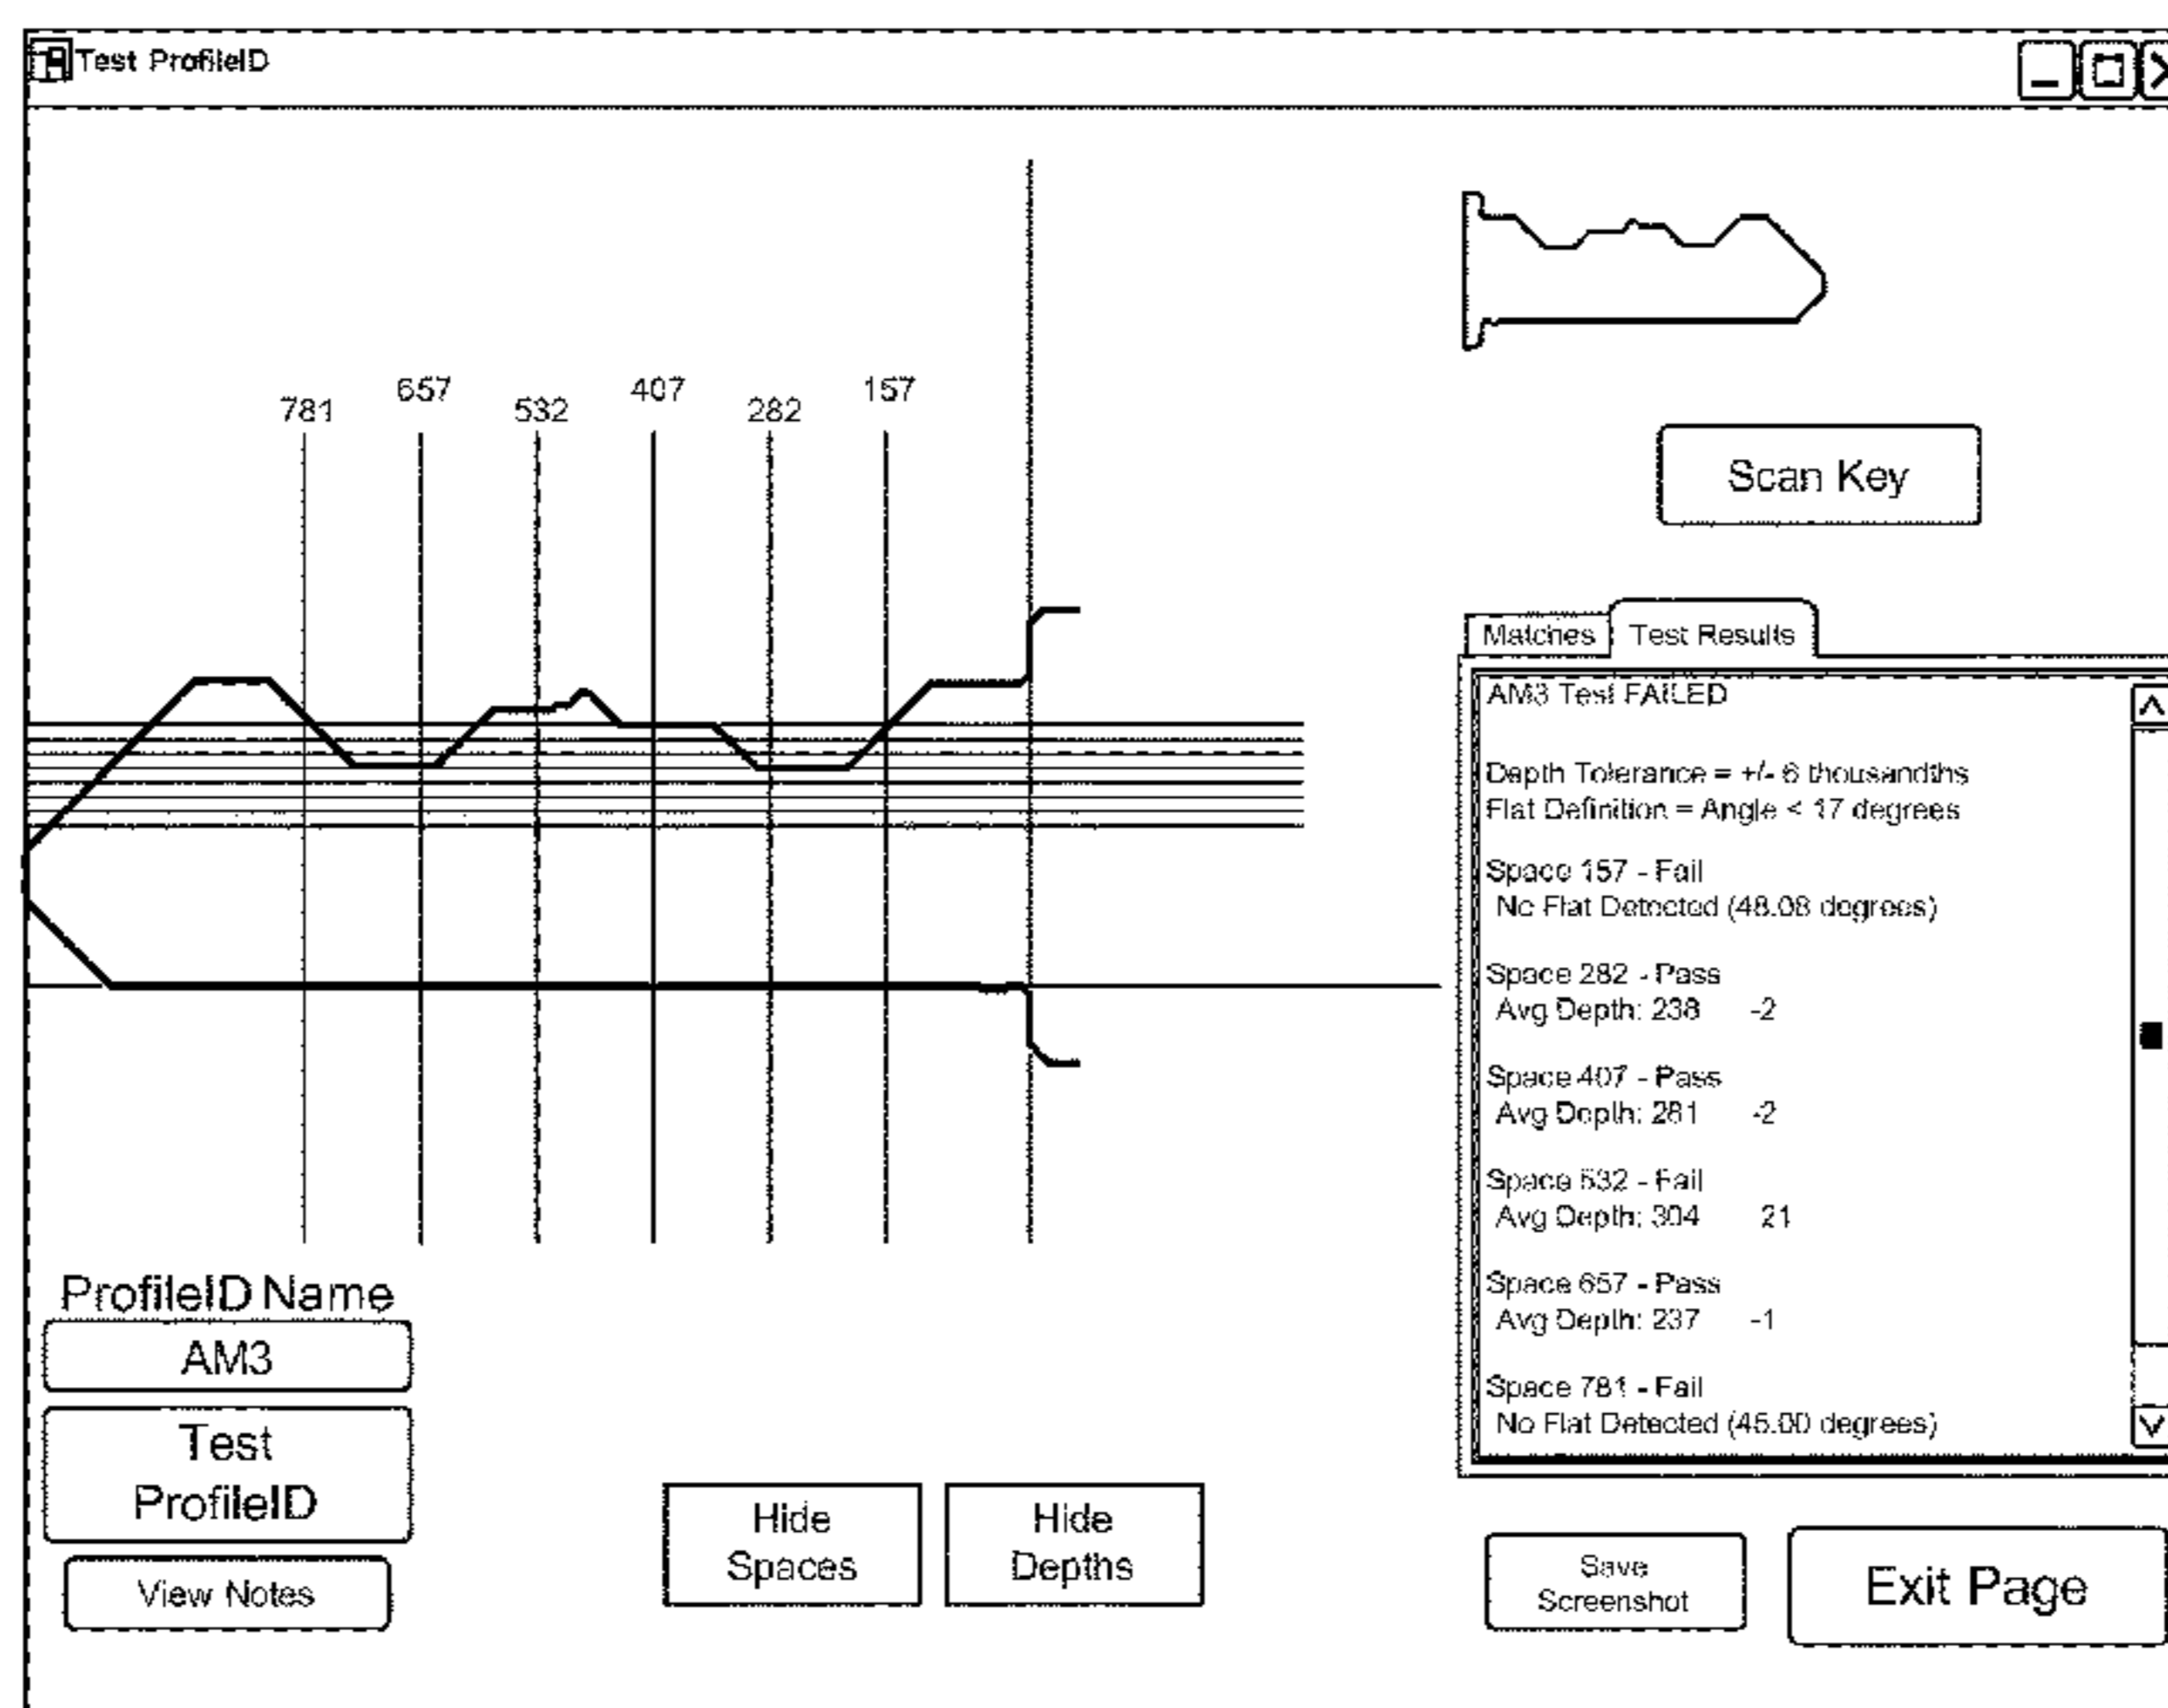 Test ProfileID
781 657 532 407 282 157
Scan Key
Matches Test Results
AM3 Test FAILED
Depth Tolerance = +/- 6 thousandths
Flat Definition = Angle < 17 degrees
Space 157 - Fail
No Flat Detected (48.08 degrees)
Space 282 - Pass
Avg Depth: 238 -2
Space 407 - Pass
Avg Depth: 281 -2
Space 532 - Fail
Avg Depth: 304 21
Space 657 - Pass
Avg Depth: 237 -1
Space 781 - Fail
No Flat Detected (45.00 degrees)
ProfileID Name
AM3
Test
ProfileID
View Notes
Hide
Spaces
Hide
Depths
Save
Screenshot
Exit Page